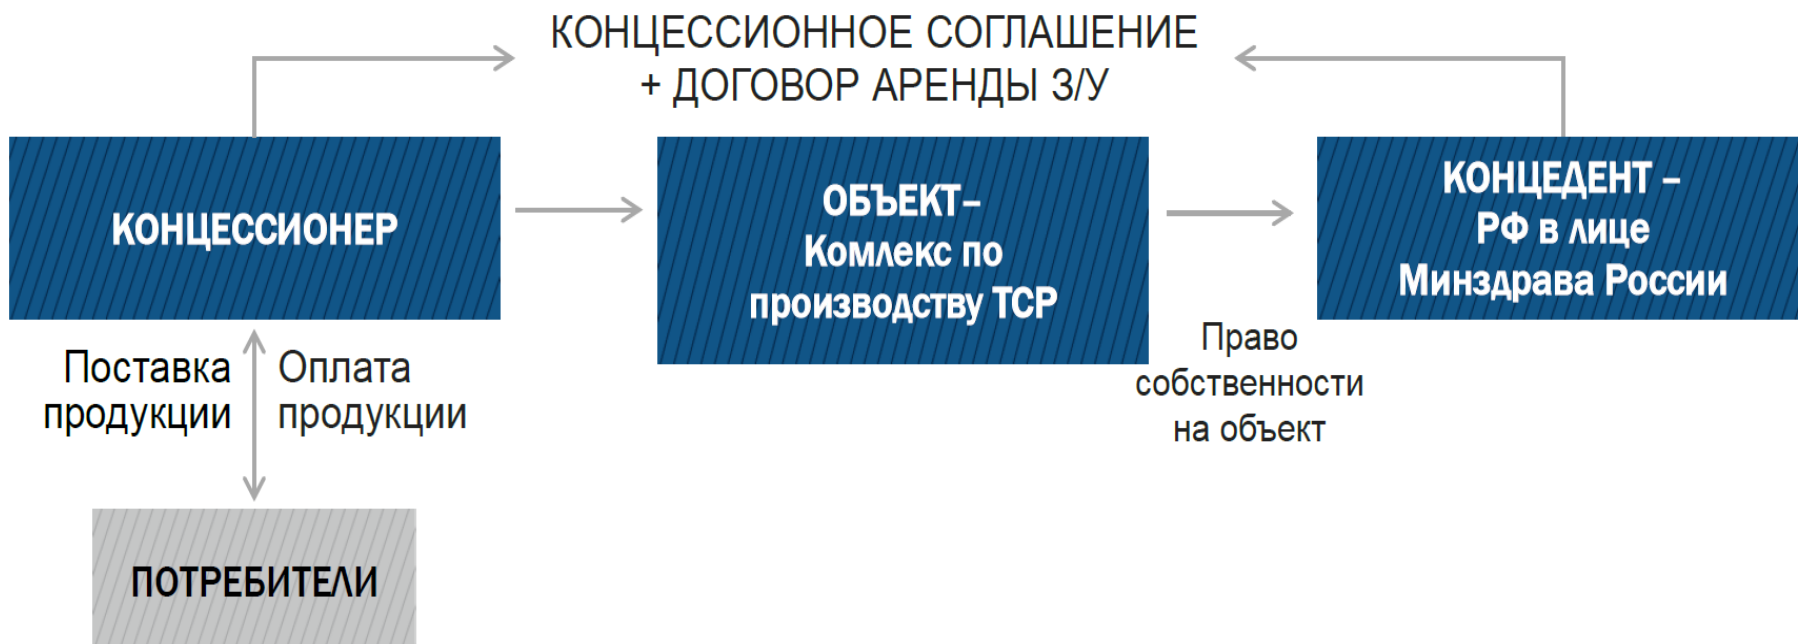 КОНЦЕССИОННОЕ СОГЛАШЕНИЕ
+ ДОГОВОР АРЕНДЫ З/У
КОНЦЕССИОНЕР
ОБЪЕКТ–
Комлекс по
производству ТСР
КОНЦЕДЕНТ –
РФ в лице
Минздрава России
Поставка
продукции
Оплата
продукции
Право
собственности
на объект
ПОТРЕБИТЕЛИ